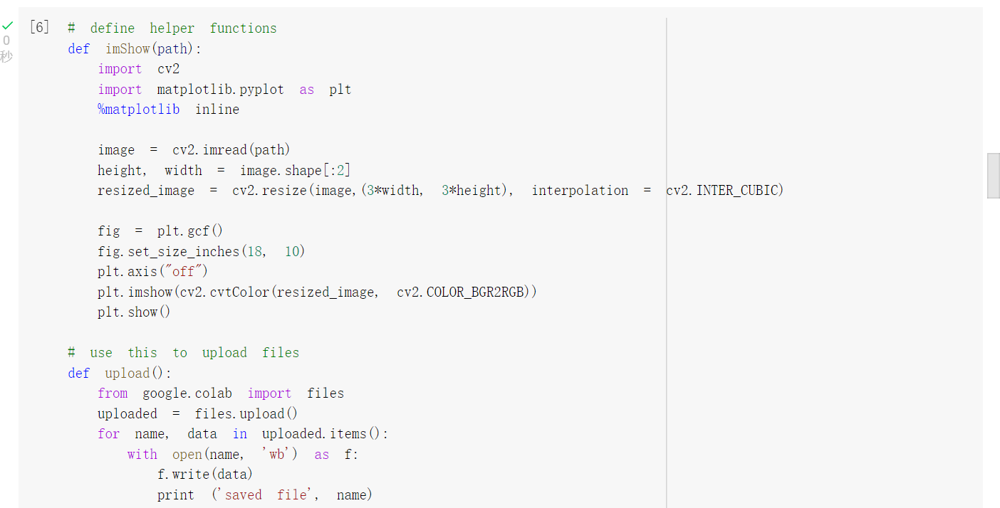 [6] # define helper functions
def imShow(path):
    import cv2
    import matplotlib.pyplot as plt
    %matplotlib inline

    image = cv2.imread(path)
    height, width = image.shape[:2]
    resized_image = cv2.resize(image,(3*width, 3*height), interpolation = cv2.INTER_CUBIC)

    fig = plt.gcf()
    fig.set_size_inches(18, 10)
    plt.axis("off")
    plt.imshow(cv2.cvtColor(resized_image, cv2.COLOR_BGR2RGB))
    plt.show()

# use this to upload files
def upload():
    from google.colab import files
    uploaded = files.upload()
    for name, data in uploaded.items():
        with open(name, 'wb') as f:
            f.write(data)
            print ('saved file', name)
0
秒